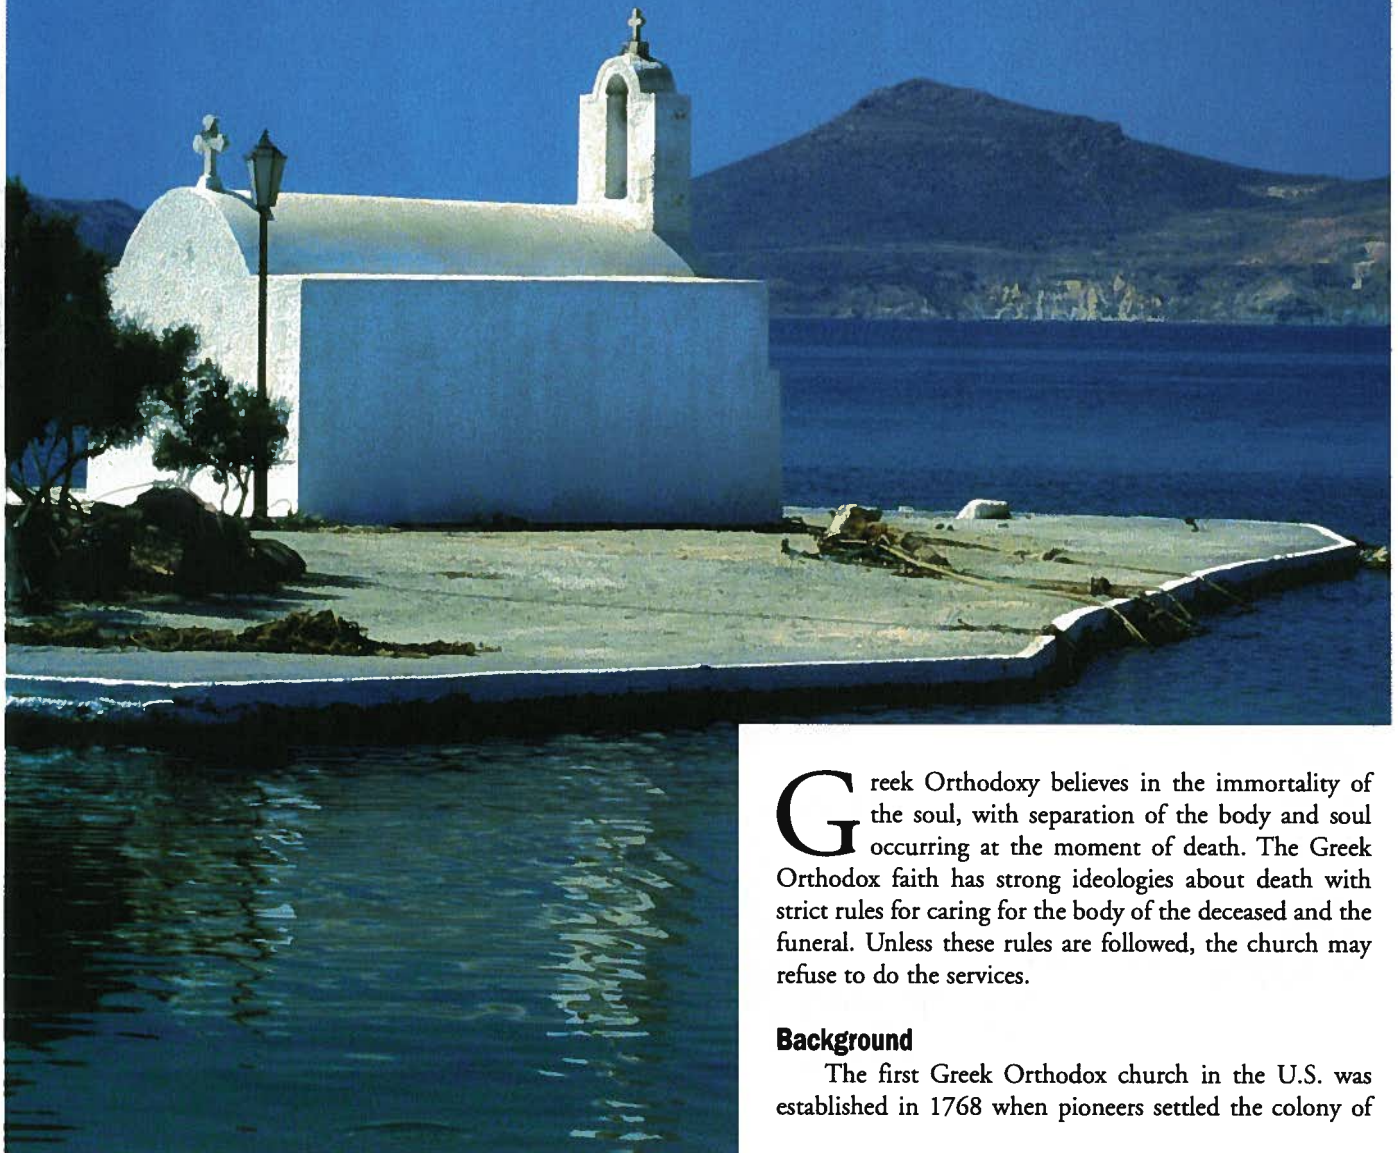 Greek Orthodoxy believes in the immortality of
the soul, with separation of the body and soul
occurring at the moment of death. The Greek
Orthodox faith has strong ideologies about death with
strict rules for caring for the body of the deceased and the
funeral. Unless these rules are followed, the church may
refuse to do the services.
Background
The first Greek Orthodox church in the U.S. was
established in 1768 when pioneers settled the colony of